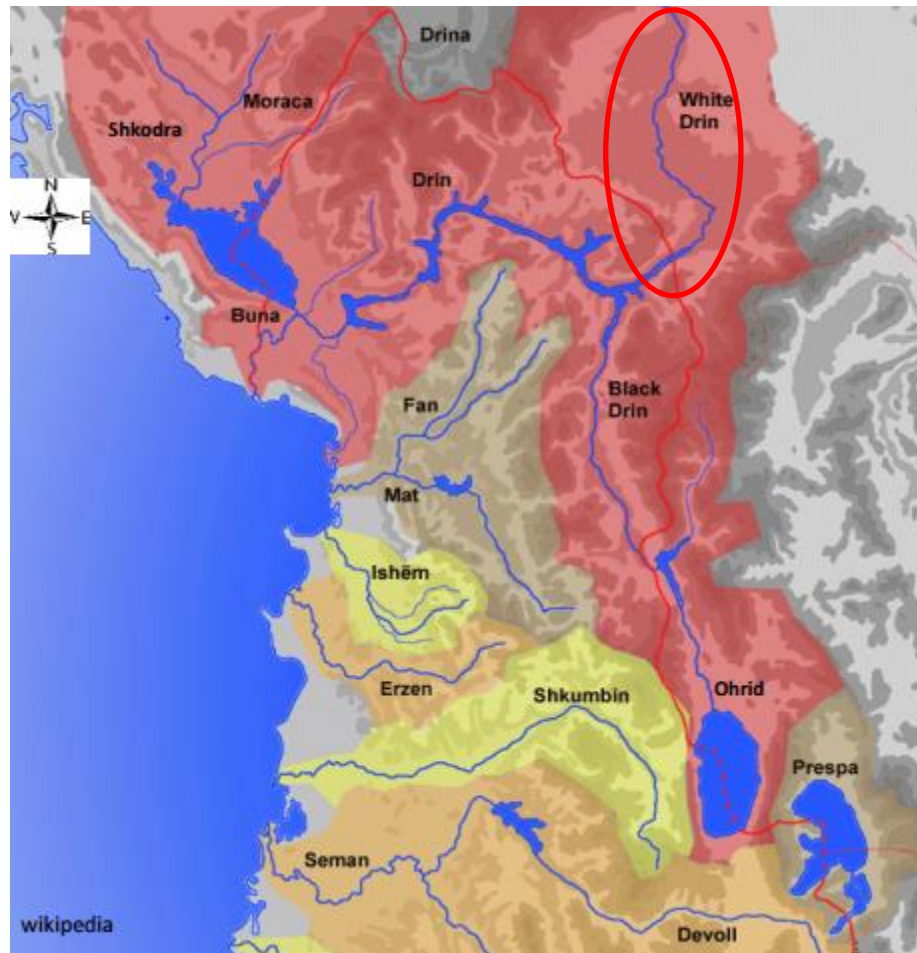 Drina
White
Drin
Moraca
Shkodra
Drin
N
W E
S
Buna
Black
Drin
Fan
Mat
Ishëm
Erzen
Shkumbin
Ohrid
Prespa
Seman
wikipedia
Devoll